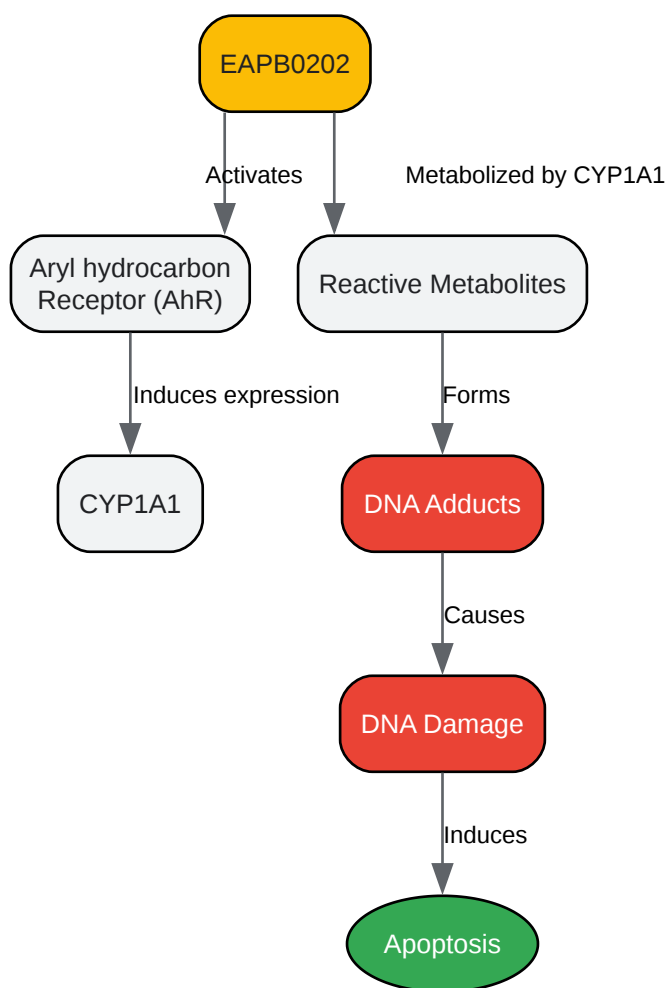 EAPB0202
Activates
Metabolized by CYP1A1
Aryl hydrocarbon
Receptor (AhR)
Reactive Metabolites
Induces expression
Forms
CYP1A1
DNA Adducts
Causes
DNA Damage
Induces
Apoptosis